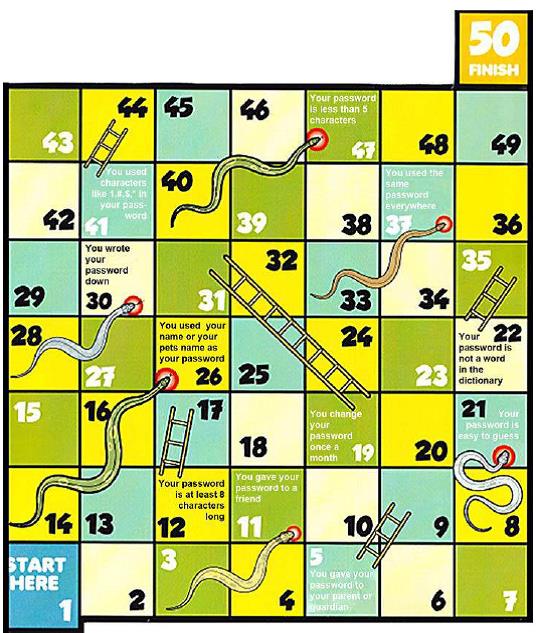 50
FINISH
43
44
45
46
Your password
is less than 5
characters
47
48
49
42
You used
characters
like 1,#,$,* in
your pass-
word
41
40
39
38
You used the
same
password
everywhere
37
36
29
You wrote
your
password
down
30
31
32
33
34
35
28
27
You used your
name or your
pets name as
your password
26
25
24
23
22
Your
password is
not a word
in the
dictionary
15
16
17
18
You change
your
password
once a
month
19
20
21
Your
password is
easy to guess
14
13
Your password
is at least 8
characters
long
12
You gave your
password to a
friend
11
10
9
8
START
HERE
1
2
3
4
5
You gave your
password to
your parent or
guardian.
6
7